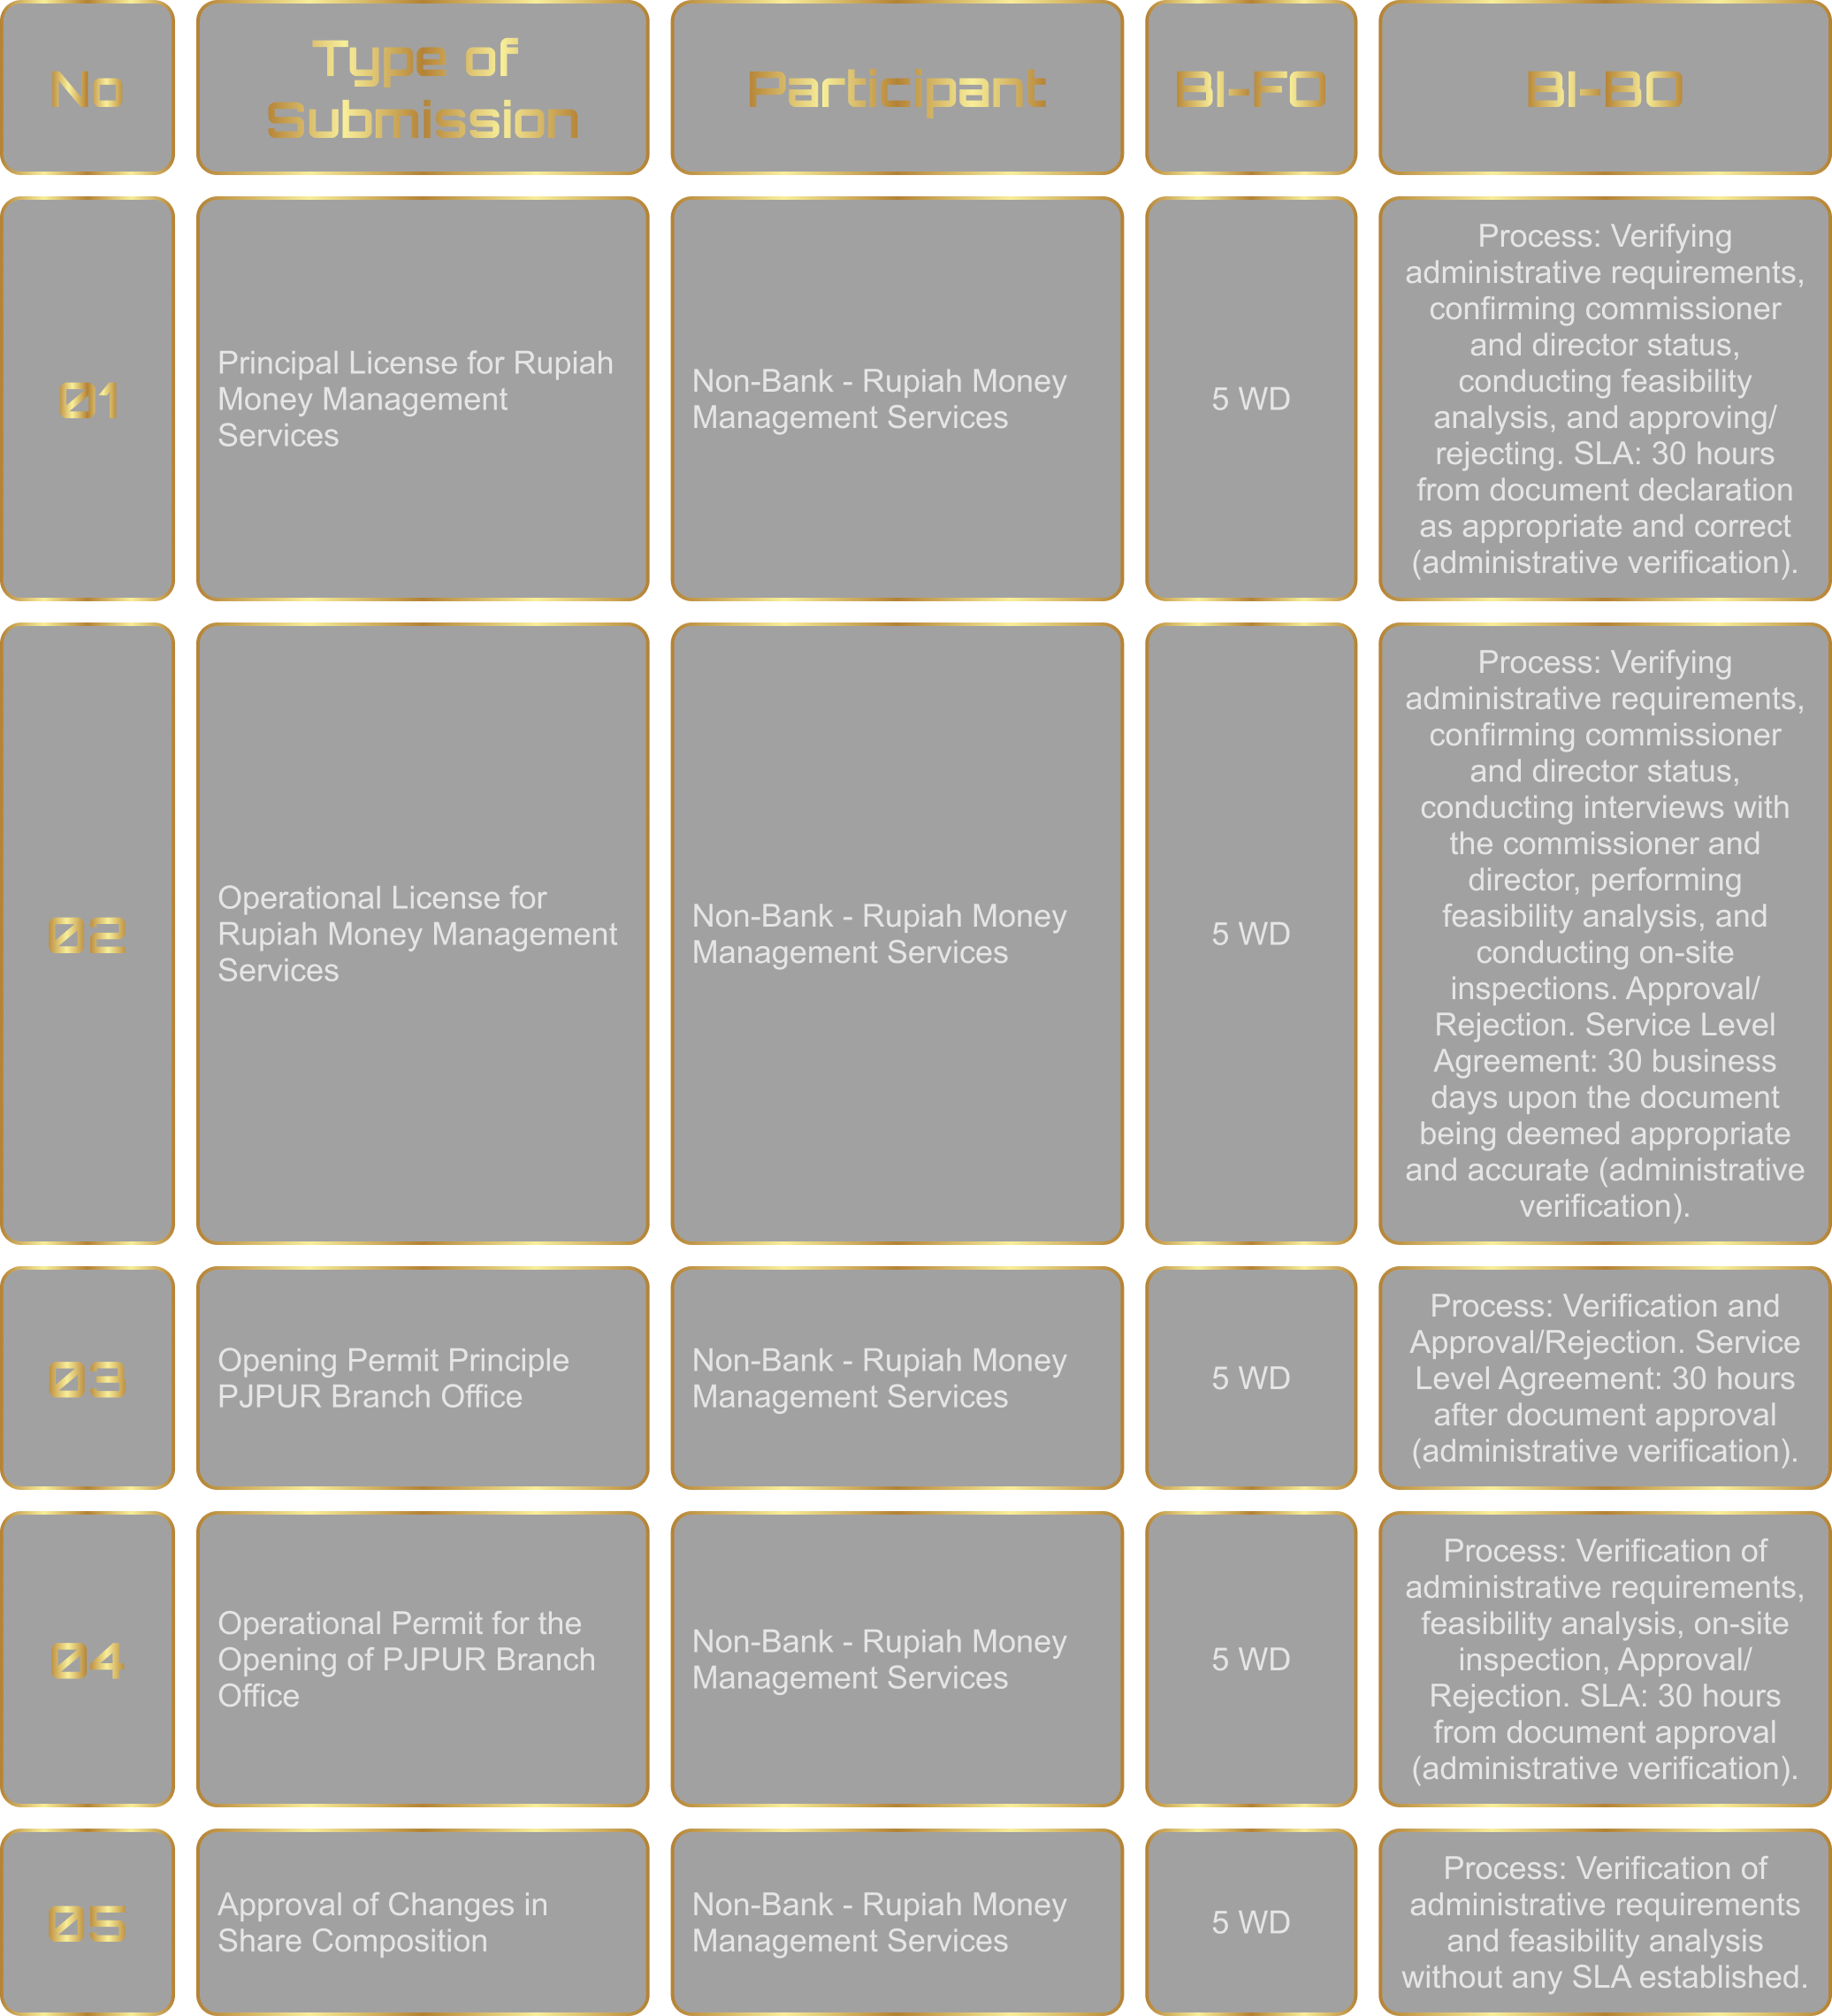 No
Type of
Submission
Participant
BI-FO
BI-BO
01
Principal License for Rupiah
Money Management
Services
Non-Bank - Rupiah Money
Management Services
5 WD
Process: Verifying
administrative requirements,
confirming commissioner
and director status,
conducting feasibility
analysis, and approving/
rejecting. SLA: 30 hours
from document declaration
as appropriate and correct
(administrative verification).
02
Operational License for
Rupiah Money Management
Services
Non-Bank - Rupiah Money
Management Services
5 WD
Process: Verifying
administrative requirements,
confirming commissioner
and director status,
conducting interviews with
the commissioner and
director, performing
feasibility analysis, and
conducting on-site
inspections. Approval/
Rejection. Service Level
Agreement: 30 business
days upon the document
being deemed appropriate
and accurate (administrative
verification).
03
Opening Permit Principle
PJPUR Branch Office
Non-Bank - Rupiah Money
Management Services
5 WD
Process: Verification and
Approval/Rejection. Service
Level Agreement: 30 hours
after document approval
(administrative verification).
04
Operational Permit for the
Opening of PJPUR Branch
Office
Non-Bank - Rupiah Money
Management Services
5 WD
Process: Verification of
administrative requirements,
feasibility analysis, on-site
inspection, Approval/
Rejection. SLA: 30 hours
from document approval
(administrative verification).
05
Approval of Changes in
Share Composition
Non-Bank - Rupiah Money
Management Services
5 WD
Process: Verification of
administrative requirements
and feasibility analysis
without any SLA established.